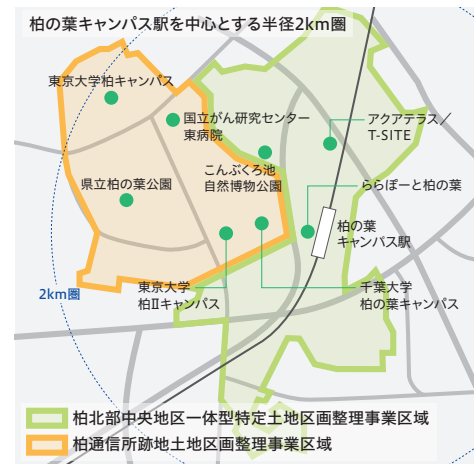 柏の葉キャンパス駅を中心とする半径2km圏
東京大学柏キャンパス
国立がん研究センター
東病院
アクアテラス／
T-SITE
こんぶくろ池
自然博物公園
県立柏の葉公園
ららぽーと柏の葉
柏の葉
キャンパス駅
2km圏
東京大学
柏Ⅱキャンパス
千葉大学
柏の葉キャンパス
柏北部中央地区一体型特定土地区画整理事業区域
柏通信所跡地土地区画整理事業区域